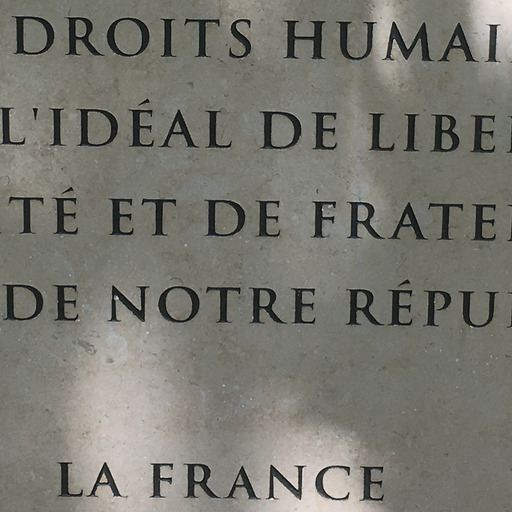 DROITS HUMAI
L'IDÉAL DE LIBE
TÉ ET DE FRATE
DE NOTRE RÉPU
LA FRANCE